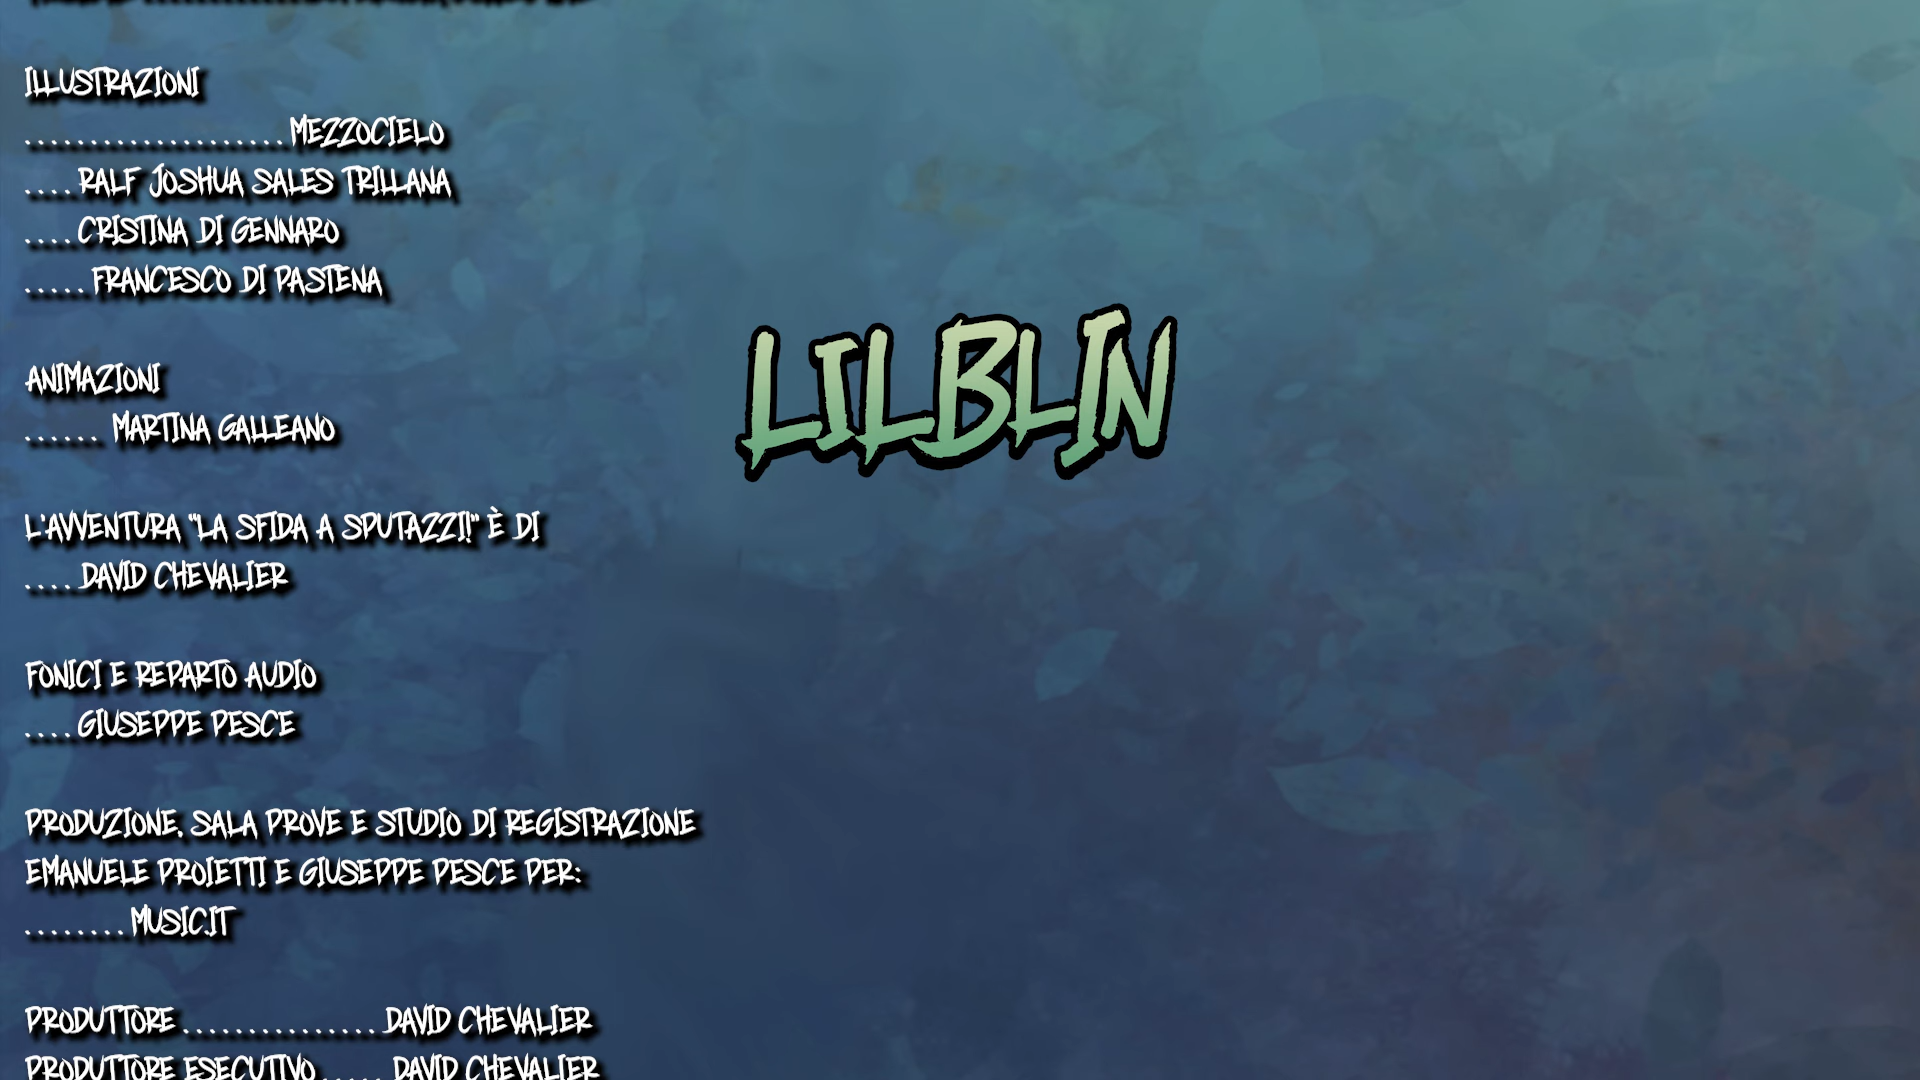 ILLUSTRAZIONI
....................MEZZOCIELO
....RALF JOSHUA SALES TRILLANA
....CRISTINA DI GENNARO
.....FRANCESCO DI PASTENA
ANIMAZIONI
...... MARTINA GALLEANO
L'AVVENTURA "LA SFIDA A SPUTAZZI!" È DI
....DAVID CHEVALIER
FONICI E REPARTO AUDIO
....GIUSEPPE PESCE
PRODUZIONE, SALA PROVE E STUDIO DI REGISTRAZIONE
EMANUELE PROIETTI E GIUSEPPE PESCE PER:
........MUSIC.IT
PRODUTTORE...............DAVID CHEVALIER
PRODUTTORE ESECUTIVO..... DAVID CHEVALIER
LILBLIN